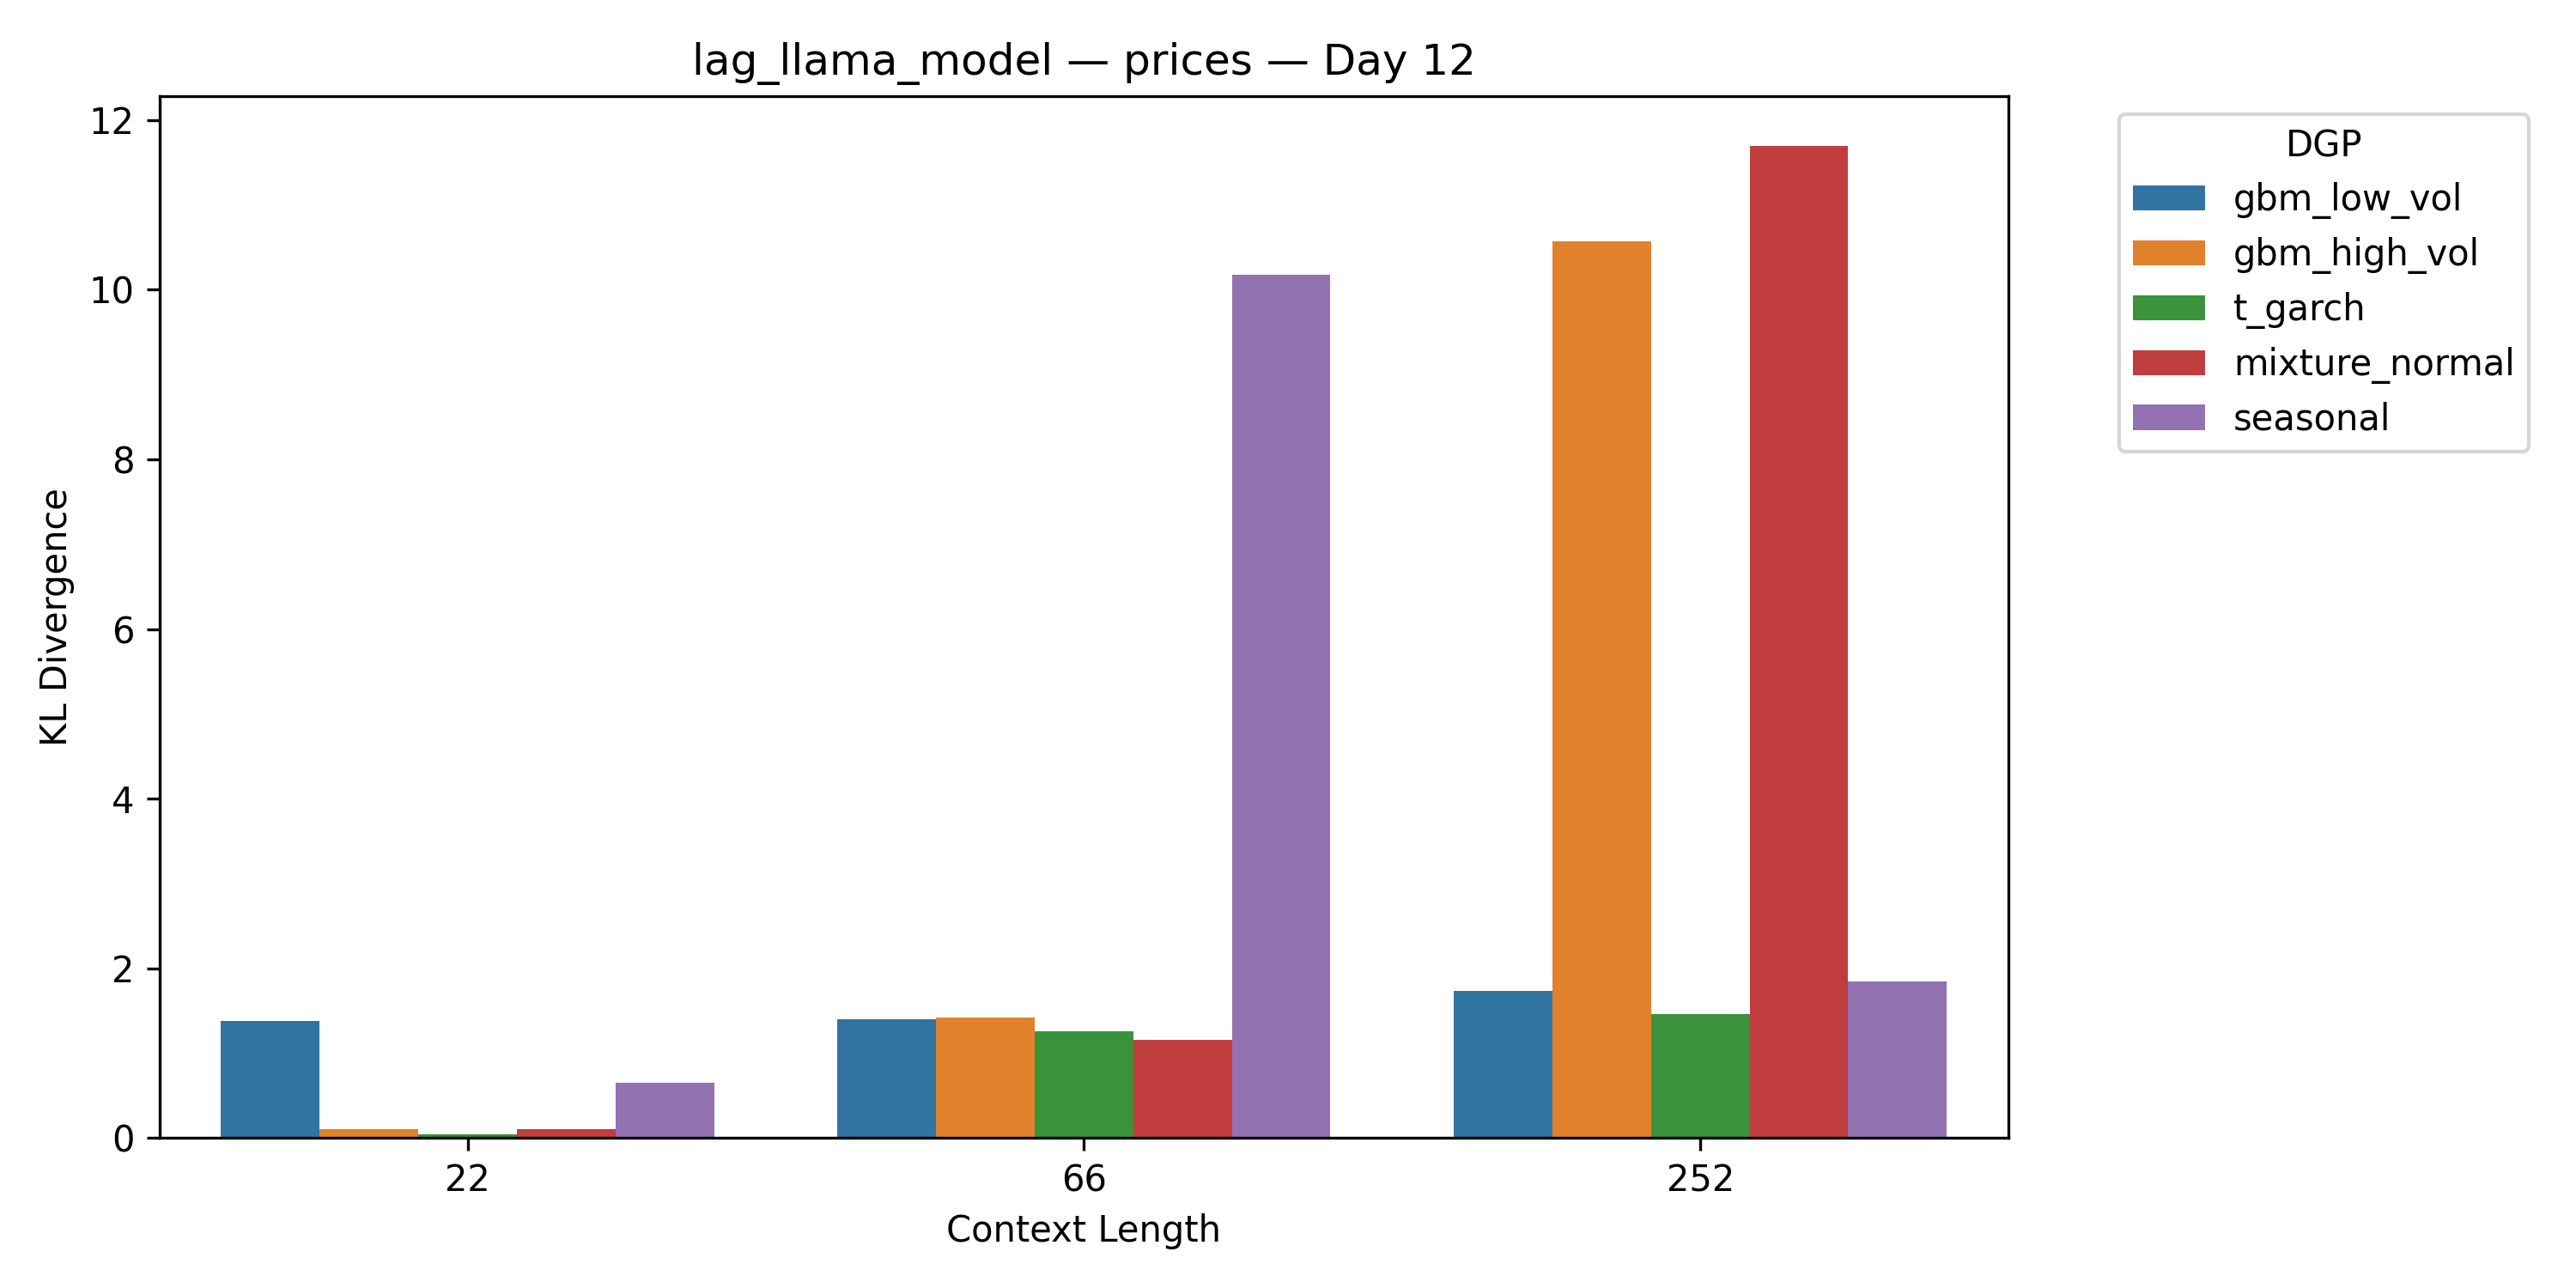 lag_llama_model — prices — Day 12
12
10
8
6
4
2
0
KL Divergence
22
66
252
Context Length
DGP
gbm_low_vol
gbm_high_vol
t_garch
mixture_normal
seasonal